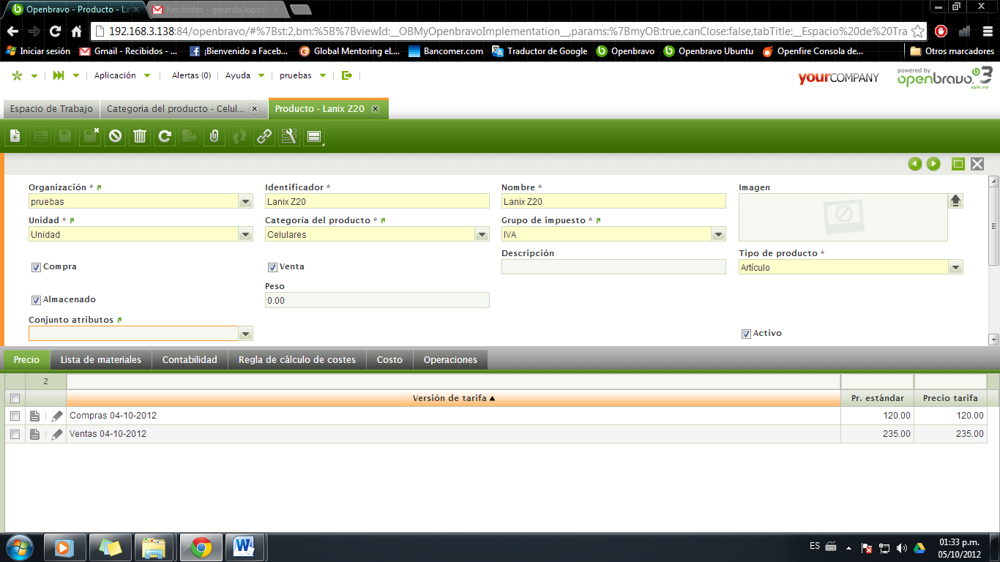 Openbravo - Producto - La
Recibidos - gerardo.lopez
192.168.3.138:84/openbravo/#%7Bst:2,bm:%5B%7BviewId:__OBMyOpenbravoImplementation__,params:%7BmyOB:true,canClose:false,tabTitle:__Espacio%20de%20Tra
Iniciar sesión Gmail - Recibidos - ... ¡Bienvenido a Faceb... Global Mentoring eL... Bancomer.com Traductor de Google Openbravo Openbravo Ubuntu Openfire Consola de... Otros marcadores
Aplicación Alertas (0) Ayuda pruebas
yourCOMPANY
powered by
openbravo 3
agile erp
Espacio de Trabajo Categoria del producto - Celul... Producto - Lanix Z20
Organización * Identificador * Nombre * Imagen
pruebas Lanix Z20 Lanix Z20
Unidad * Categoría del producto * Grupo de impuesto *
Unidad Celulares IVA
Descripción Tipo de producto *
Compra Venta Artículo
Peso
Almacenado 0.00
Conjunto atributos
Activo
Precio Lista de materiales Contabilidad Regla de cálculo de costes Costo Operaciones
2
Versión de tarifa Pr. estándar Precio tarifa
Compras 04-10-2012 120.00 120.00
Ventas 04-10-2012 235.00 235.00
ES
01:33 p.m.
05/10/2012